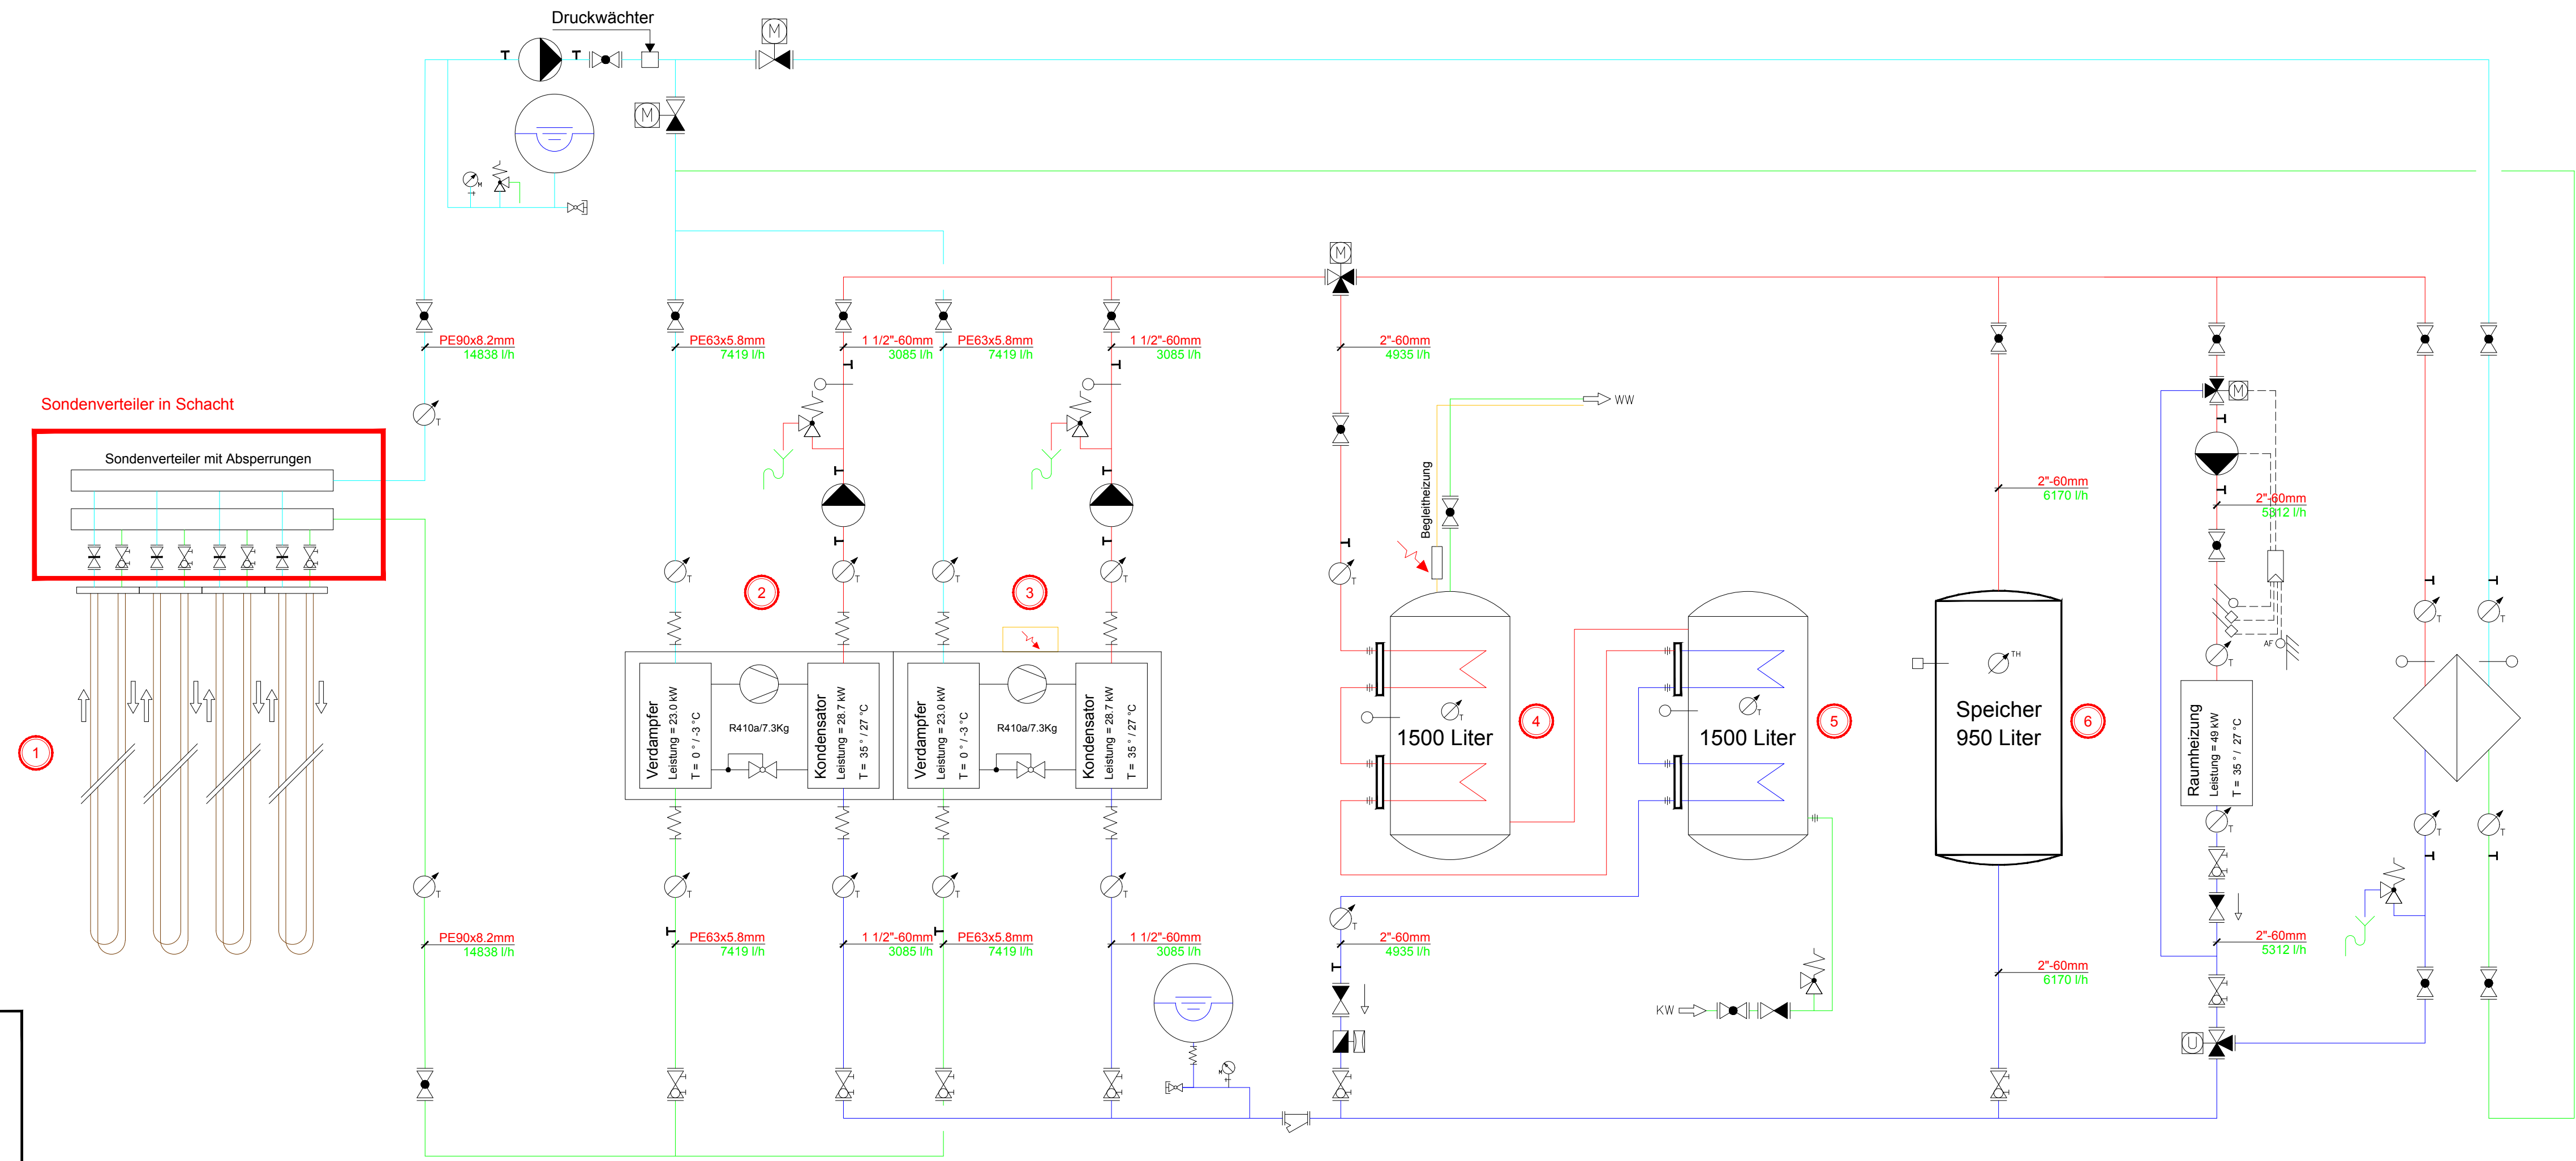 Druckwächter
M
M
M
M
PE90x8.2mm
14838 l/h
PE63x5.8mm
7419 l/h
1 1/2"-60mm
3085 l/h
PE63x5.8mm
7419 l/h
1 1/2"-60mm
3085 l/h
2"-60mm
4935 l/h
M
Sondenverteiler in Schacht
T
WW
Sondenverteiler mit Absperrungen
Begleitheizung
2"-60mm
6170 l/h
2"-60mm
5312 l/h
T
T
T
T
T
2
3
T
T
AF
T
TH
1
Verdampfer
Leistung = 23.0 kW
T = 0 ° / -3 °C
R410a/7.3Kg
Kondensator
Leistung = 28.7 kW
T = 35 ° / 27 °C
Verdampfer
Leistung = 23.0 kW
T = 0 ° / -3 °C
R410a/7.3Kg
Kondensator
Leistung = 28.7 kW
T = 35 ° / 27 °C
T
1500 Liter
4
T
1500 Liter
5
Speicher
950 Liter
6
Raumheizung
Leistung = 49 kW
T = 35 ° / 27 °C
T
T
T
T
T
T
T
T
T
T
PE90x8.2mm
14838 l/h
PE63x5.8mm
7419 l/h
1 1/2"-60mm
3085 l/h
PE63x5.8mm
7419 l/h
1 1/2"-60mm
3085 l/h
2"-60mm
4935 l/h
2"-60mm
6170 l/h
2"-60mm
5312 l/h
KW
U
M